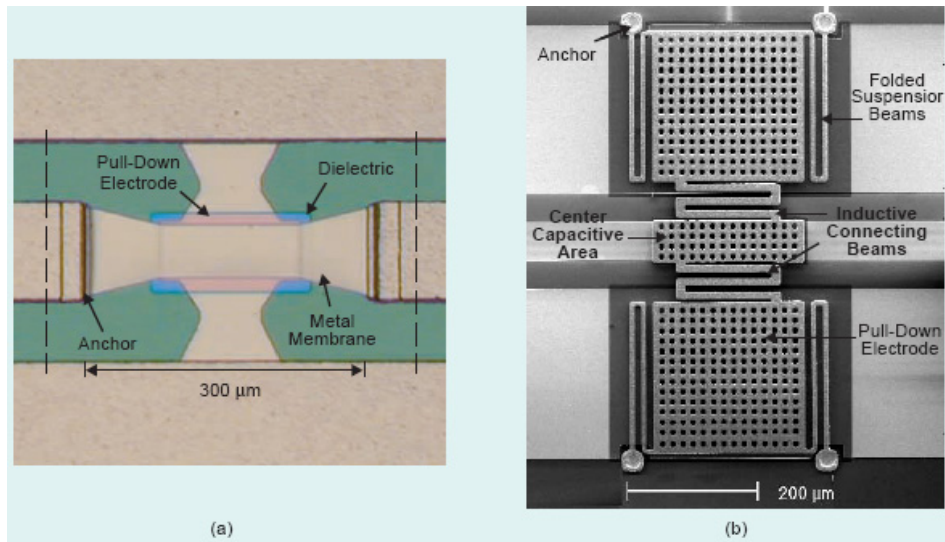 Pull-Down
Electrode
Dielectric
Anchor
Metal
Membrane
300 μm
(a)
Anchor
Folded
Suspension
Beams
Center
Capacitive
Area
Inductive
Connecting
Beams
Pull-Down
Electrode
200 μm
(b)